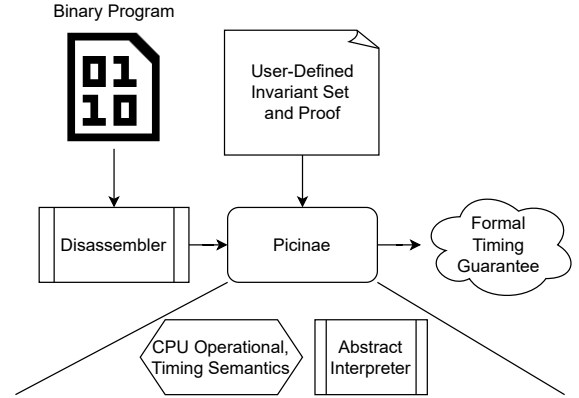 Binary Program
01
10
User-Defined
Invariant Set
and Proof
Disassembler
Picinae
Formal
Timing
Guarantee
CPU Operational,
Timing Semantics
Abstract
Interpreter